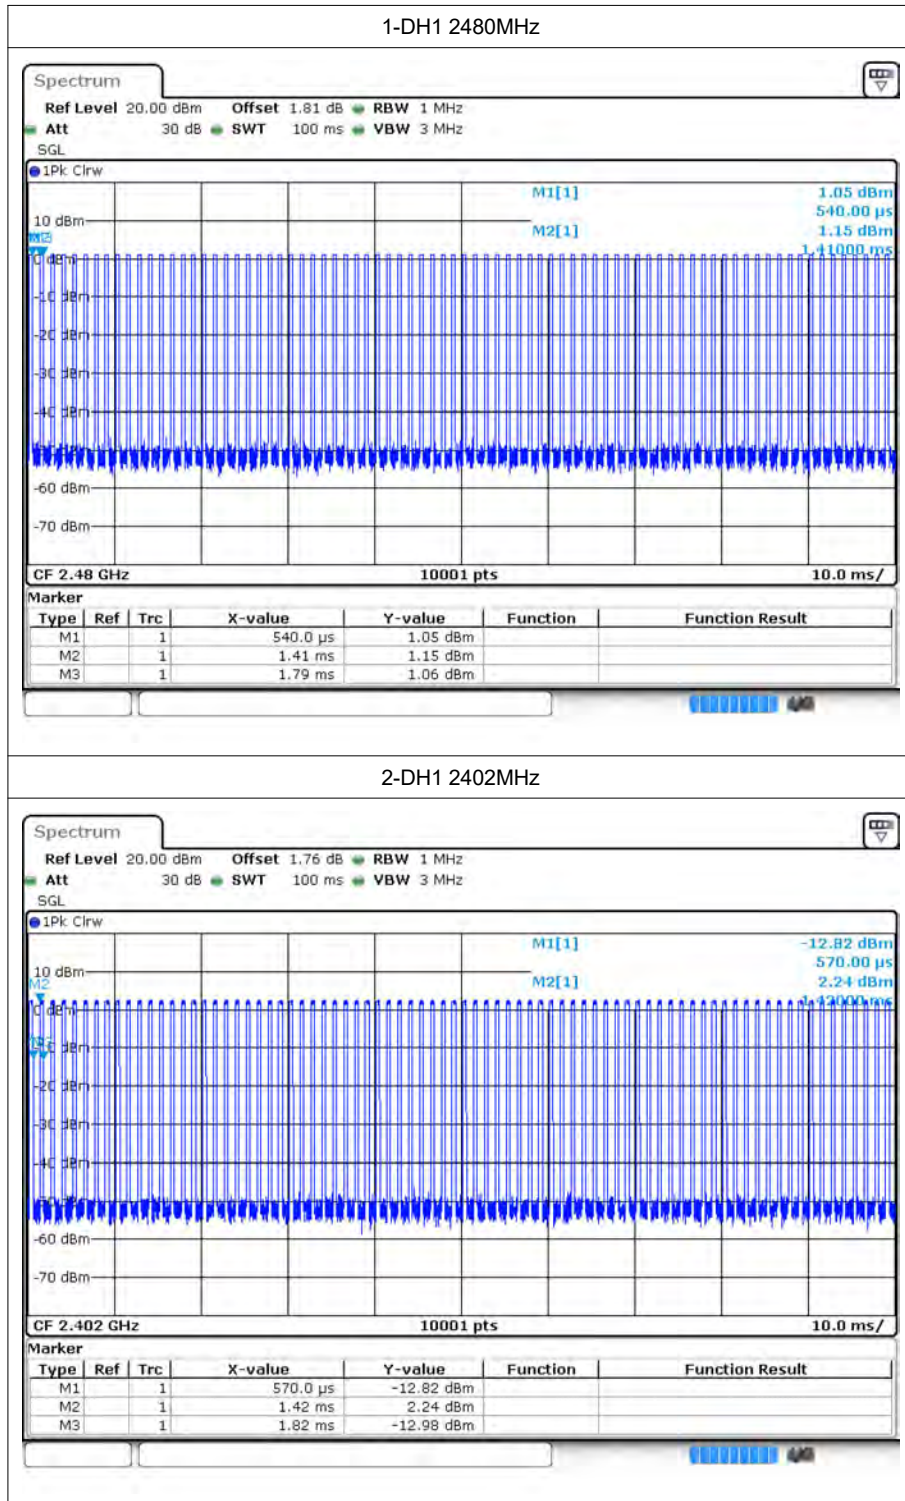 1-DH1 2480MHz
Spectrum
Ref Level 20.00 dBm Offset 1.81 dB RBW 1 MHz
Att 30 dB SWT 100 ms VBW 3 MHz
SGL
1Pk Clrw
M1[1] 1.05 dBm
540.00 µs
10 dBm
M2[1] 1.15 dBm
1.41000 ms
0 dBm
-10 dBm
-20 dBm
-30 dBm
-40 dBm
-60 dBm
-70 dBm
CF 2.48 GHz 10001 pts 10.0 ms/
Marker
Type Ref Trc X-value Y-value Function Function Result
M1 1 540.0 µs 1.05 dBm
M2 1 1.41 ms 1.15 dBm
M3 1 1.79 ms 1.06 dBm
2-DH1 2402MHz
Spectrum
Ref Level 20.00 dBm Offset 1.76 dB RBW 1 MHz
Att 30 dB SWT 100 ms VBW 3 MHz
SGL
1Pk Clrw
M1[1] -12.82 dBm
570.00 µs
10 dBm
M2
M2[1] 2.24 dBm
1.42000 ms
0 dBm
-10 dBm
-20 dBm
-30 dBm
-40 dBm
-60 dBm
-70 dBm
CF 2.402 GHz 10001 pts 10.0 ms/
Marker
Type Ref Trc X-value Y-value Function Function Result
M1 1 570.0 µs -12.82 dBm
M2 1 1.42 ms 2.24 dBm
M3 1 1.82 ms -12.98 dBm